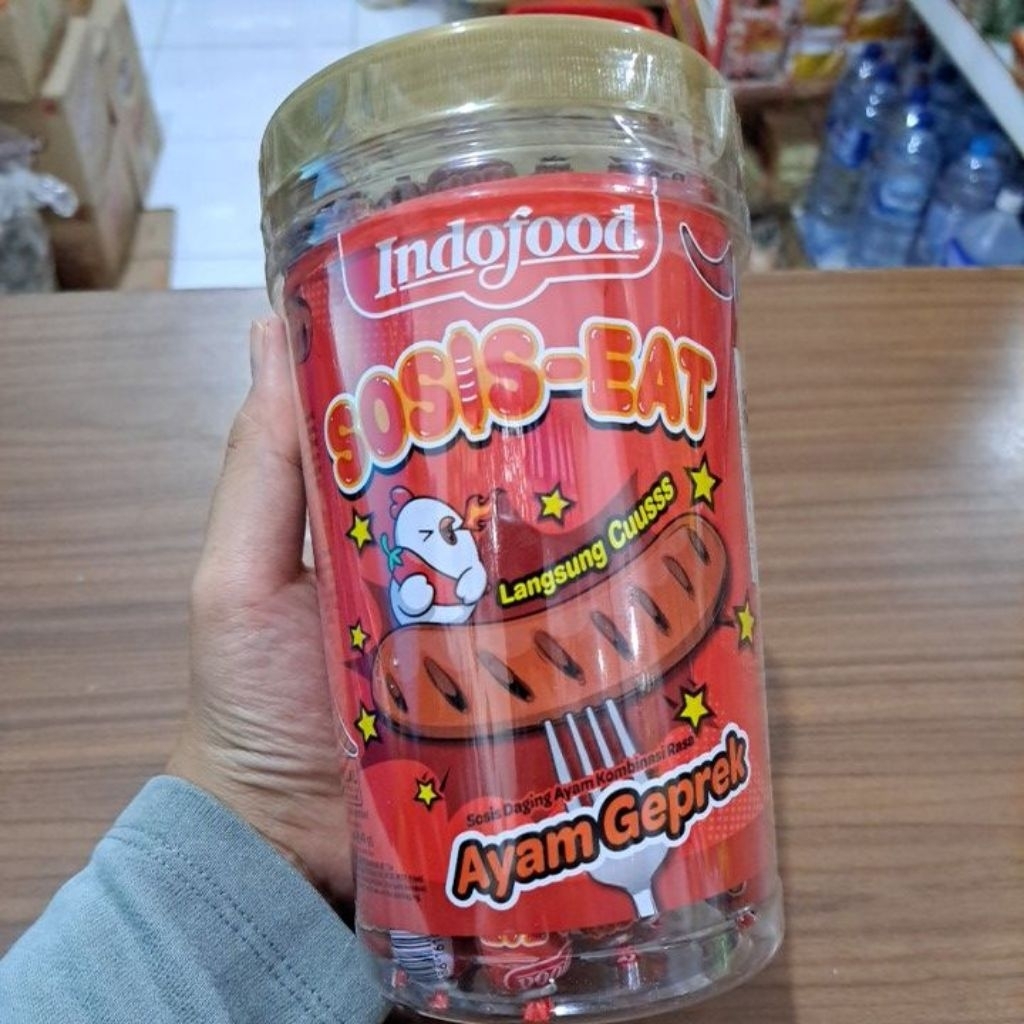 Indofood
SOSIS-EAT
Langsung Cuusss
Sosis Daging Ayam Kombinasi Rasa
Ayam Geprek